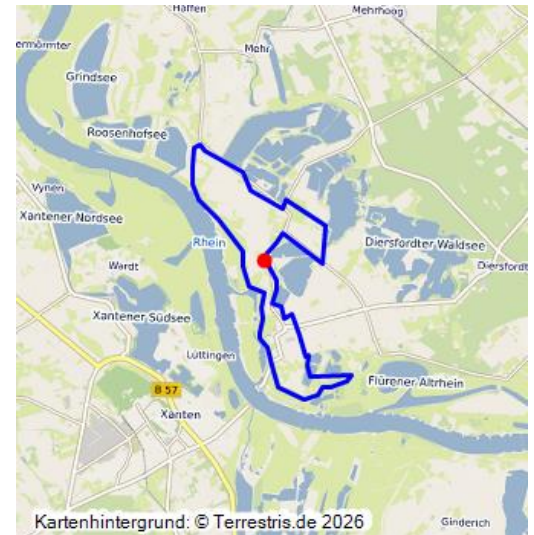 Haffen
Mehrhoog
ermörmter
Mehr
Grindsee
Roosenhofsee
Vynen
Xantener Nordsee
Rhein
Diersfordter Waldsee
Wardt
Diersfordt
Xantener Südsee
Lüttingen
Flürener Altrhein
B 57
Xanten
Kartenhintergrund: © Terrestris.de 2026
Ginderich